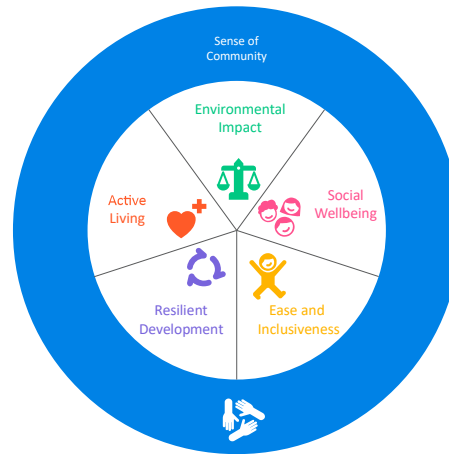 Sense of
Community
Environmental
Impact
Active
Living
Social
Wellbeing
Resilient
Development
Ease and
Inclusiveness